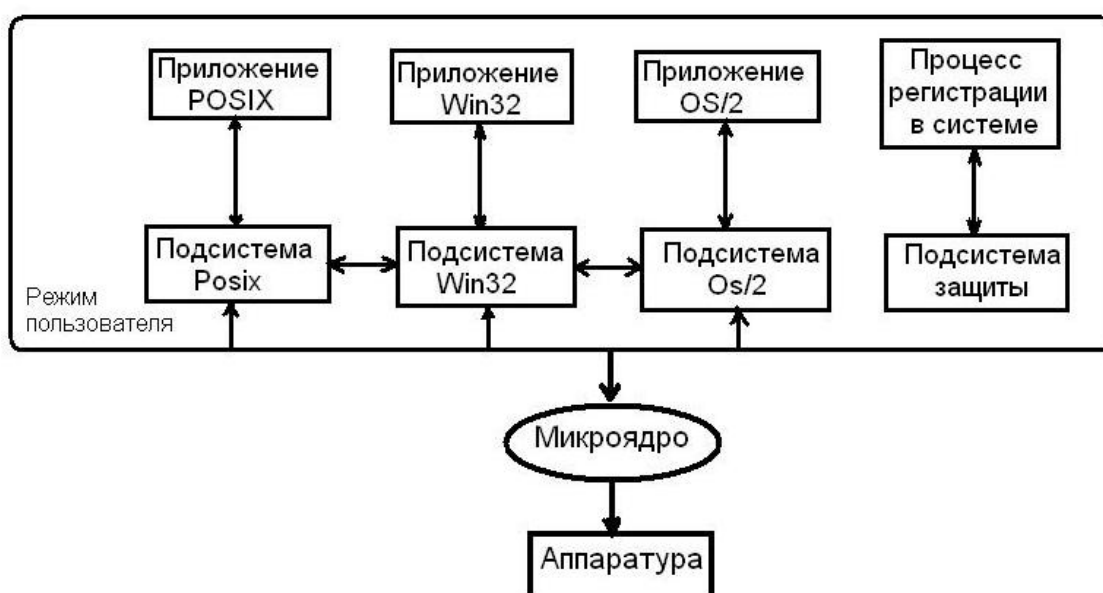 Приложение
POSIX
Приложение
Win32
Приложение
OS/2
Процесс
регистрации
в системе
Подсистема
Posix
Подсистема
Win32
Подсистема
Os/2
Подсистема
защиты
Режим
пользователя
Микроядро
Аппаратура